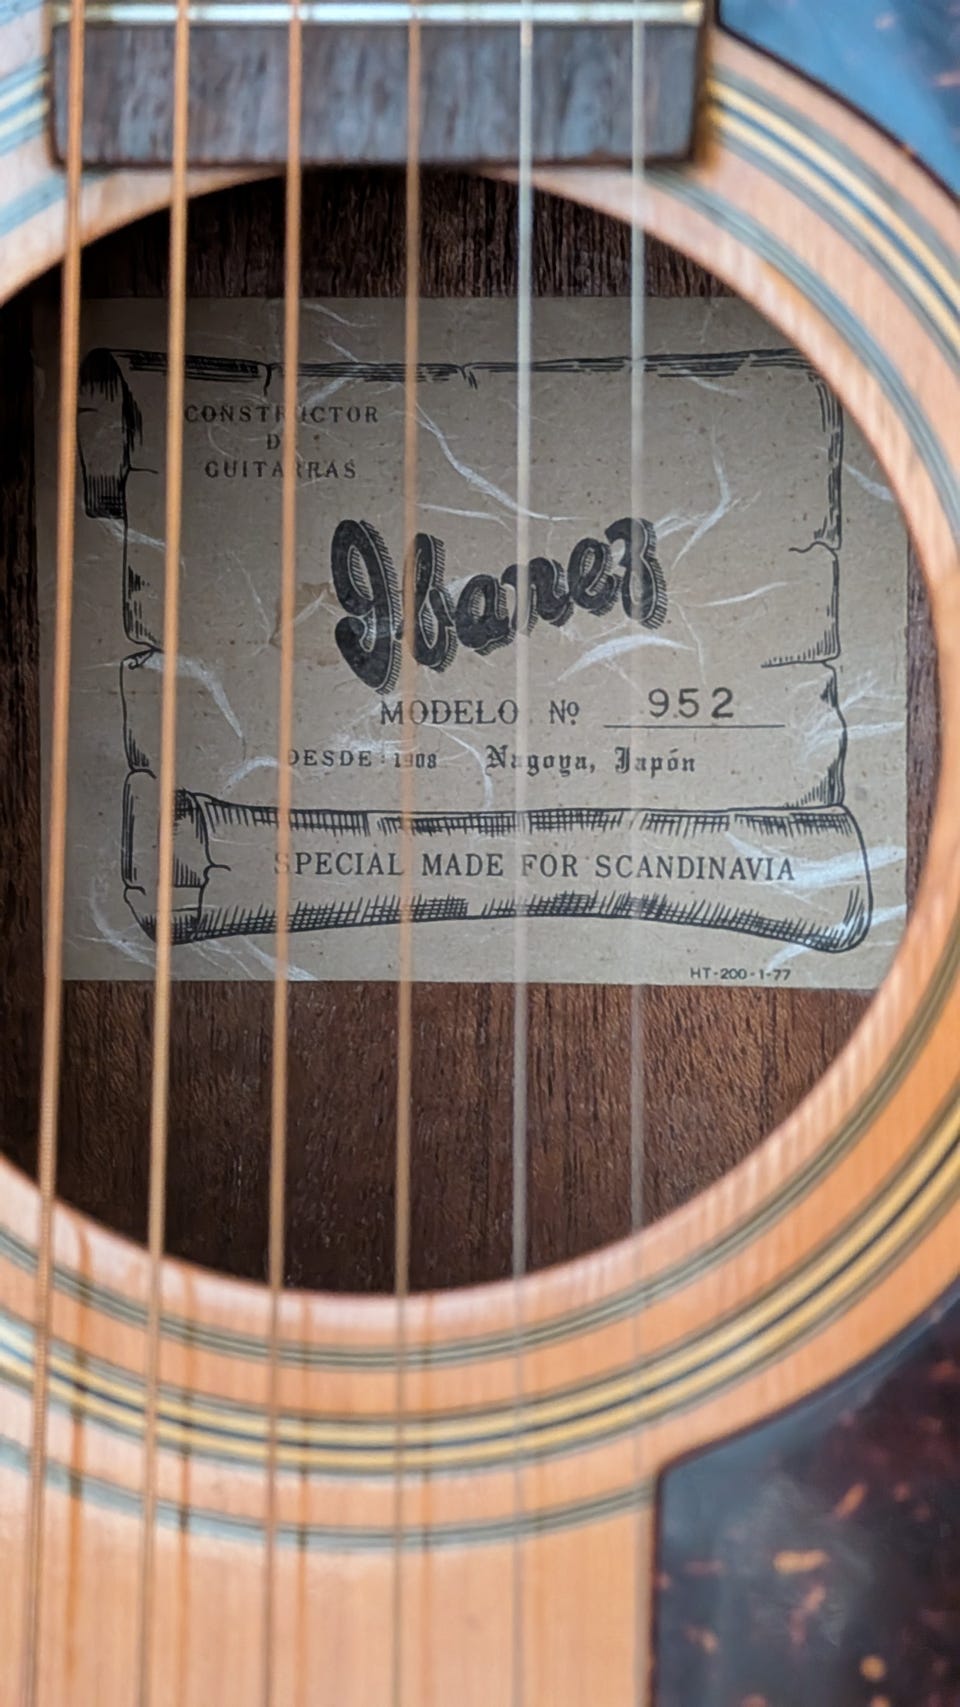 CONSTRUCTOR
DE
GUITARRAS
Ibanez
MODELO Nº 952
DESDE: 1908 Nagoya, Japón
SPECIAL MADE FOR SCANDINAVIA
HT-200-1-77